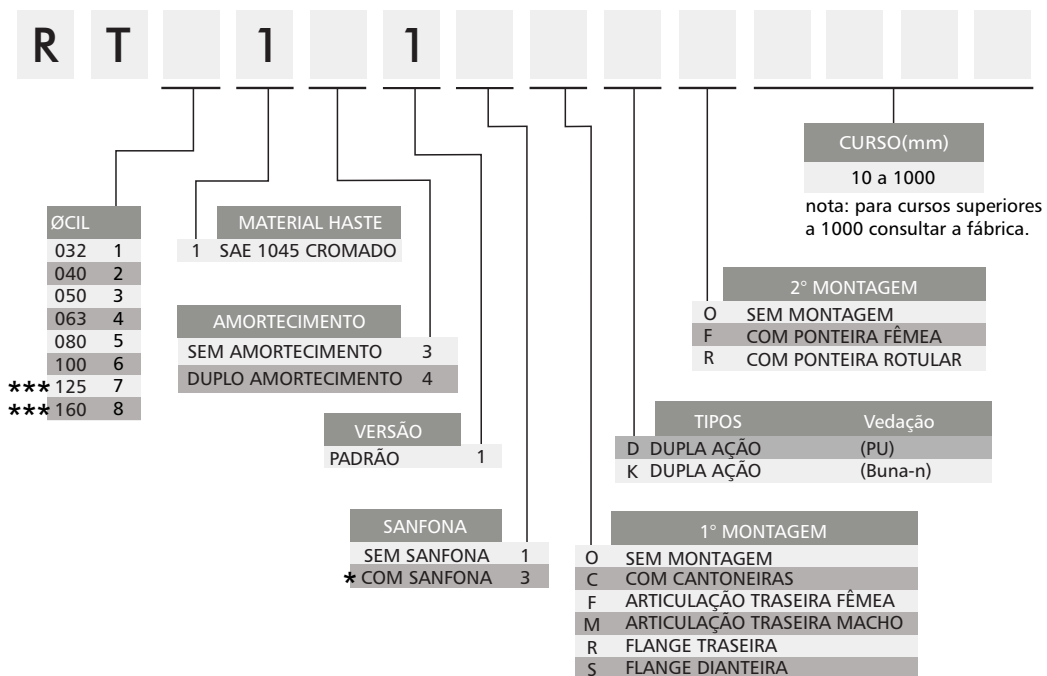 R T 1 1
CURSO(mm)
10 a 1000
nota: para cursos superiores
a 1000 consultar a fábrica.
ØCIL
032 1
040 2
050 3
063 4
080 5
100 6
*** 125 7
*** 160 8
MATERIAL HASTE
1 SAE 1045 CROMADO
AMORTECIMENTO
SEM AMORTECIMENTO 3
DUPLO AMORTECIMENTO 4
2° MONTAGEM
O SEM MONTAGEM
F COM PONTEIRA FÊMEA
R COM PONTEIRA ROTULAR
VERSÃO
PADRÃO 1
TIPOS Vedação
D DUPLA AÇÃO (PU)
K DUPLA AÇÃO (Buna-n)
SANFONA
SEM SANFONA 1
* COM SANFONA 3
1° MONTAGEM
O SEM MONTAGEM
C COM CANTONEIRAS
F ARTICULAÇÃO TRASEIRA FÊMEA
M ARTICULAÇÃO TRASEIRA MACHO
R FLANGE TRASEIRA
S FLANGE DIANTEIRA